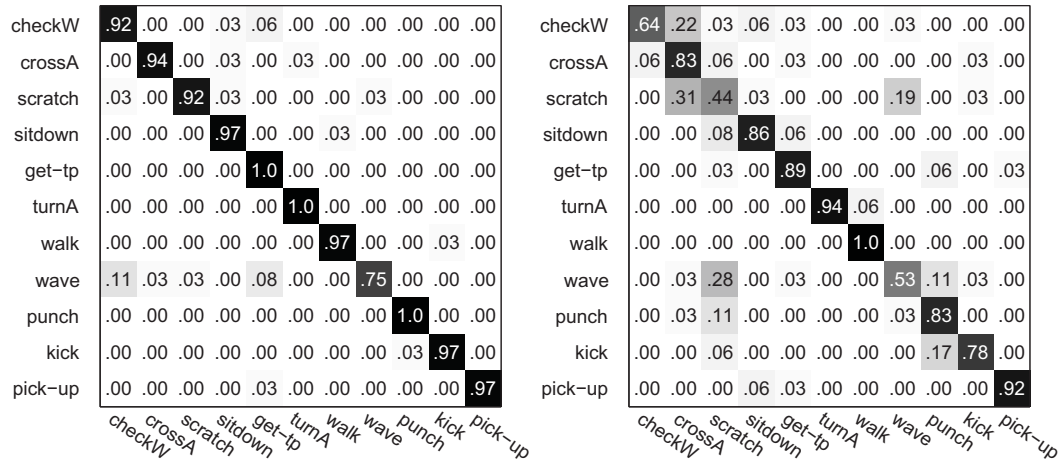 checkW .92 .00 .00 .03 .06 .00 .00 .00 .00 .00 .00
crossA .00 .94 .00 .03 .00 .03 .00 .00 .00 .00 .00
scratch .03 .00 .92 .03 .00 .00 .00 .03 .00 .00 .00
sitdown .00 .00 .00 .97 .00 .00 .03 .00 .00 .00 .00
get-tp .00 .00 .00 .00 1.0 .00 .00 .00 .00 .00 .00
turnA .00 .00 .00 .00 .00 1.0 .00 .00 .00 .00 .00
walk .00 .00 .00 .00 .00 .00 .97 .00 .00 .03 .00
wave .11 .03 .03 .00 .08 .00 .00 .75 .00 .00 .00
punch .00 .00 .00 .00 .00 .00 .00 .00 1.0 .00 .00
kick .00 .00 .00 .00 .00 .00 .00 .00 .03 .97 .00
pick-up .00 .00 .00 .00 .03 .00 .00 .00 .00 .00 .97
checkW crossA scratch sitdown get-tp turnA walk wave punch kick pick-up
checkW .64 .22 .03 .06 .03 .00 .00 .03 .00 .00 .00
crossA .06 .83 .06 .00 .03 .00 .00 .00 .00 .03 .00
scratch .00 .31 .44 .03 .00 .00 .00 .19 .00 .03 .00
sitdown .00 .00 .08 .86 .06 .00 .00 .00 .00 .00 .00
get-tp .00 .00 .03 .00 .89 .00 .00 .00 .06 .00 .03
turnA .00 .00 .00 .00 .00 .94 .06 .00 .00 .00 .00
walk .00 .00 .00 .00 .00 .00 1.0 .00 .00 .00 .00
wave .00 .03 .28 .00 .03 .00 .00 .53 .11 .03 .00
punch .00 .03 .11 .00 .00 .00 .00 .03 .83 .00 .00
kick .00 .00 .06 .00 .00 .00 .00 .00 .17 .78 .00
pick-up .00 .00 .00 .06 .03 .00 .00 .00 .00 .00 .92
checkW crossA scratch sitdown get-tp turnA walk wave punch kick pick-up